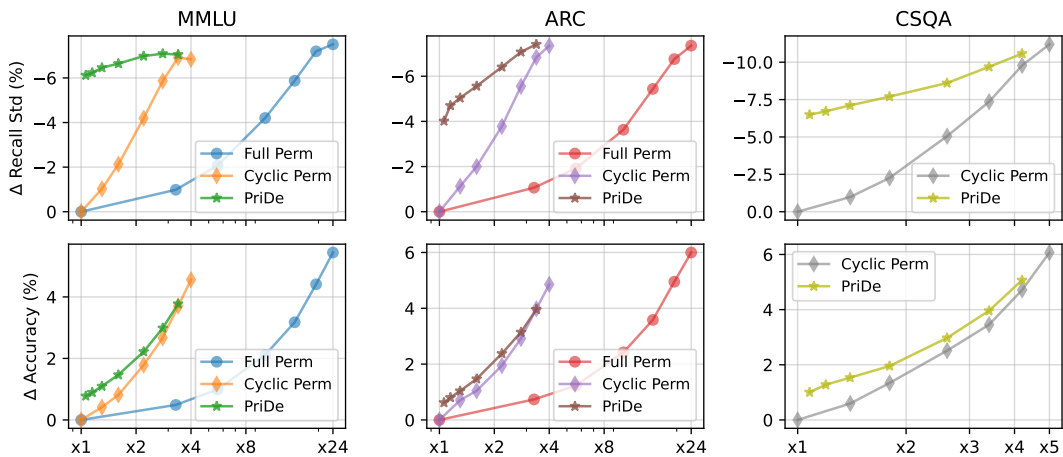 MMLU
ARC
CSQA
Δ Recall Std (%)
−6
−4
−2
0
Full Perm
Cyclic Perm
PriDe
−6
−4
−2
0
Full Perm
Cyclic Perm
PriDe
−10.0
−7.5
−5.0
−2.5
0.0
Cyclic Perm
PriDe
Δ Accuracy (%)
4
2
0
Full Perm
Cyclic Perm
PriDe
x1 x2 x4 x8 x24
6
4
2
0
Full Perm
Cyclic Perm
PriDe
x1 x2 x4 x8 x24
6
4
2
0
Cyclic Perm
PriDe
x1 x2 x3 x4 x5